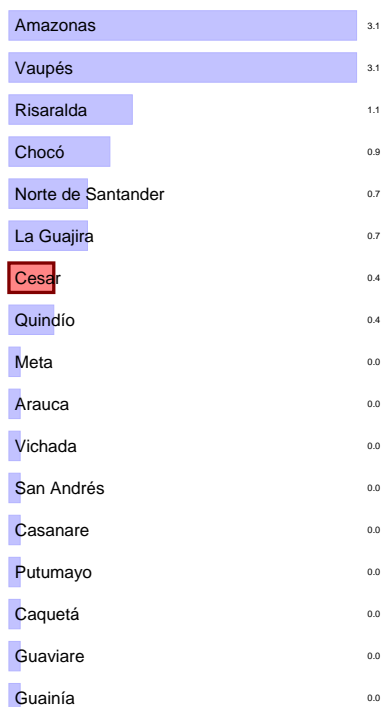 Amazonas 3.1
Vaupés 3.1
Risaralda 1.1
Chocó 0.9
Norte de Santander 0.7
La Guajira 0.7
Cesar 0.4
Quindío 0.4
Meta 0.0
Arauca 0.0
Vichada 0.0
San Andrés 0.0
Casanare 0.0
Putumayo 0.0
Caquetá 0.0
Guaviare 0.0
Guainía 0.0